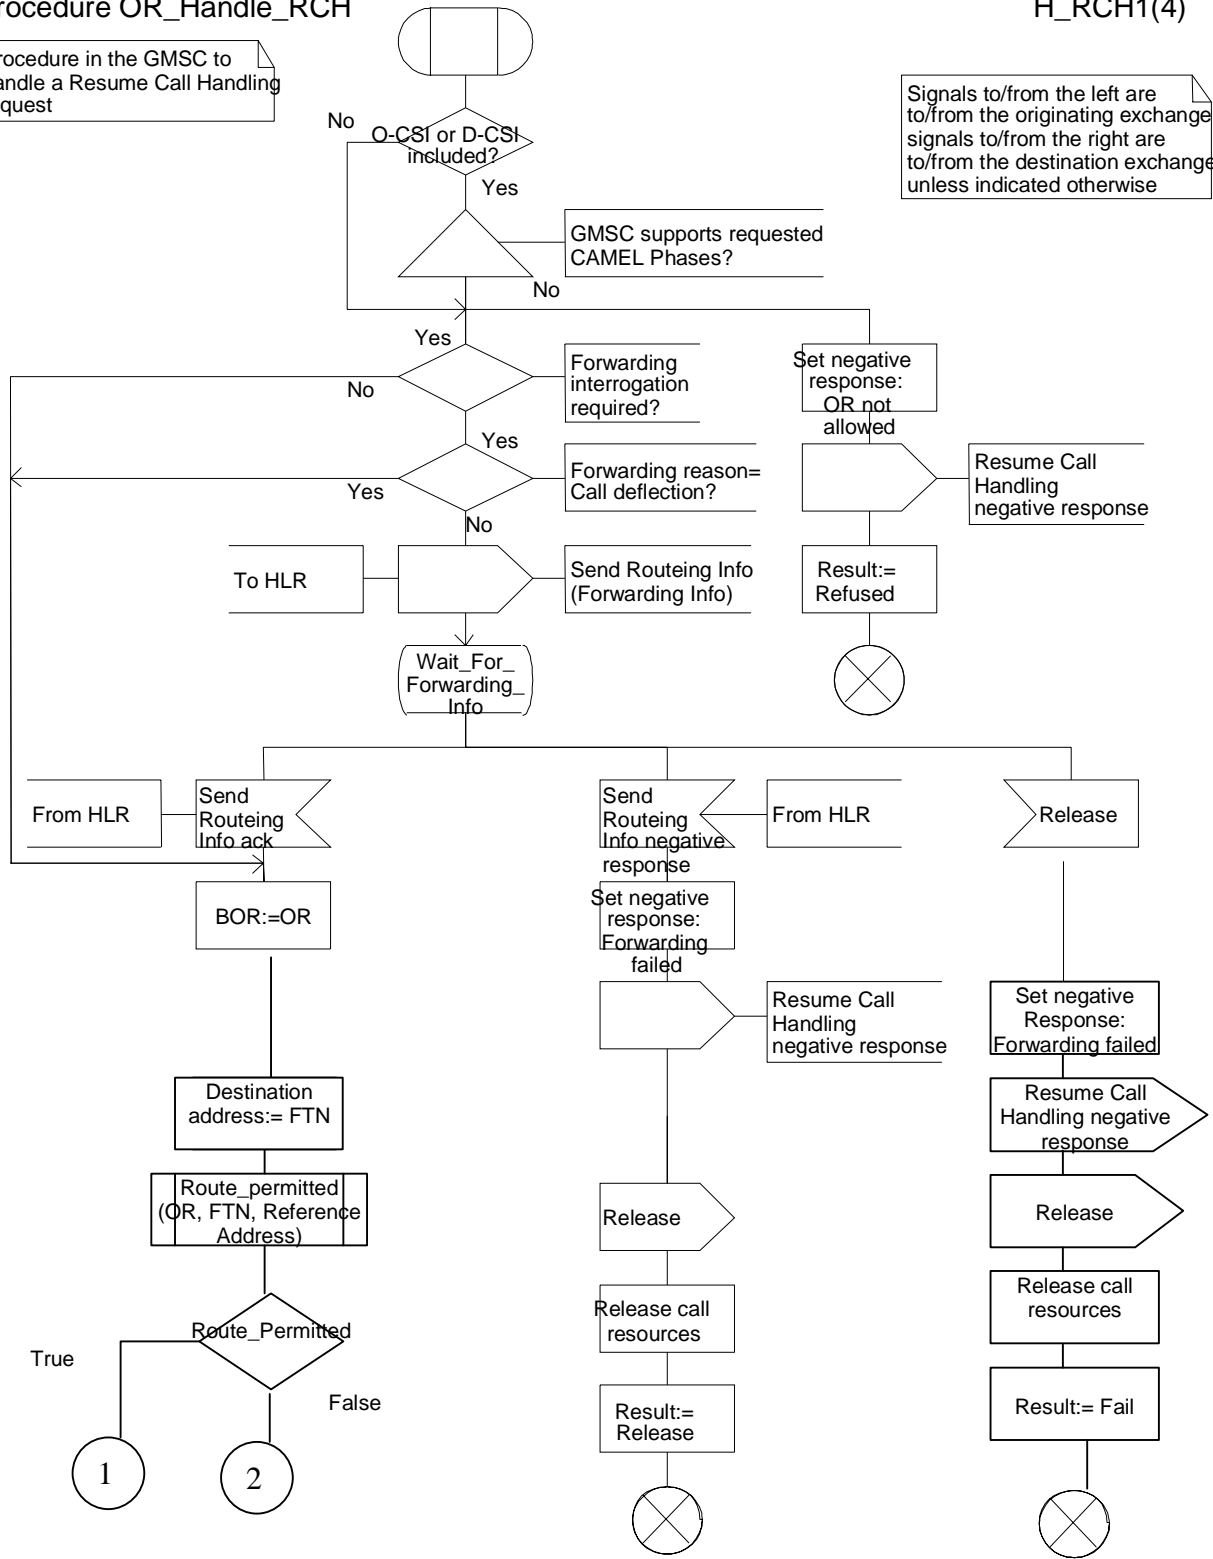 rocedure OR_Handle_RCH
H_RCH1(4)
rocedure in the GMSC to
andle a Resume Call Handling
quest
Signals to/from the left are
to/from the originating exchange
signals to/from the right are
to/from the destination exchange
unless indicated otherwise
No
O-CSI or D-CSI
included?
Yes
GMSC supports requested
CAMEL Phases?
No
Yes
Forwarding
interrogation
required?
No
Set negative
response:
OR not
allowed
Yes
Forwarding reason=
Call deflection?
Yes
No
Resume Call
Handling
negative response
To HLR
Send Routeing Info
(Forwarding Info)
Result:=
Refused
Wait_For_
Forwarding_
Info
From HLR
Send
Routeing
Info ack
Send
Routeing
Info negative
response
From HLR
Release
BOR:=OR
Set negative
response:
Forwarding
failed
Resume Call
Handling
negative response
Set negative
Response:
Forwarding failed
Destination
address:= FTN
Resume Call
Handling negative
response
Route_permitted
(OR, FTN, Reference
Address)
Release
Release
Release call
resources
Release call
resources
Route_Permitted
True
False
Result:=
Release
Result:= Fail
1
2